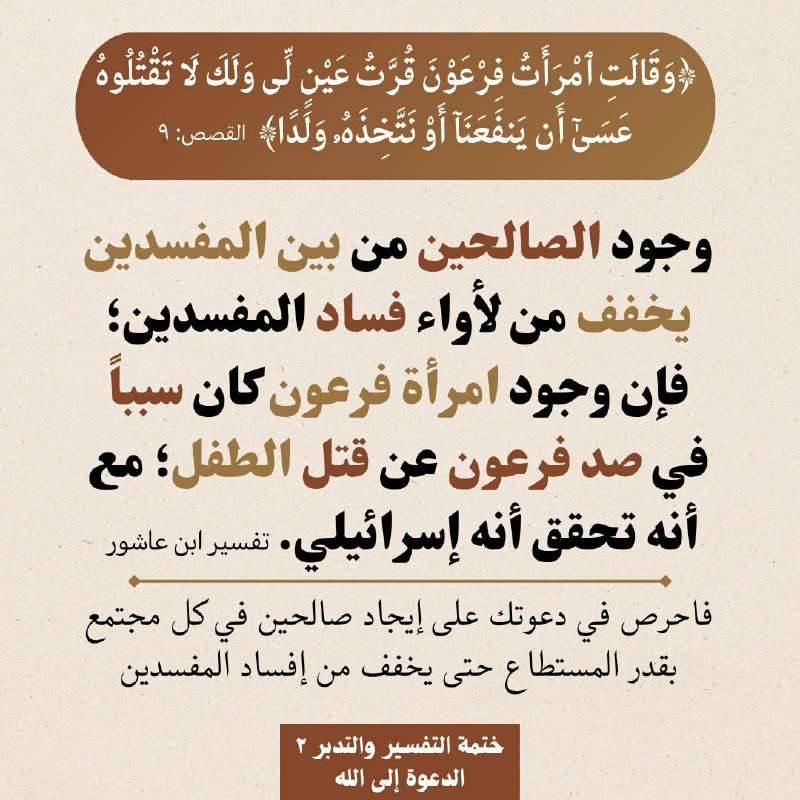 ﴿وَقَالَتِ ٱمْرَأَتُ فِرْعَوْنَ قُرَّتُ عَيْنٍ لِّى وَلَكَ لَا تَقْتُلُوهُ
عَسَىٰٓ أَن يَنفَعَنَآ أَوْ نَتَّخِذَهُۥ وَلَدًا﴾ القصص: ٩
وجود الصالحين من بين المفسدين
يخفف من لأواء فساد المفسدين؛
فإن وجود امرأة فرعون كان سبباً
في صد فرعون عن قتل الطفل؛ مع
أنه تحقق أنه إسرائيلي. تفسير ابن عاشور
فاحرص في دعوتك على إيجاد صالحين في كل مجتمع
بقدر المستطاع حتى يخفف من إفساد المفسدين
ختمة التفسير والتدبر ٢
الدعوة إلى الله